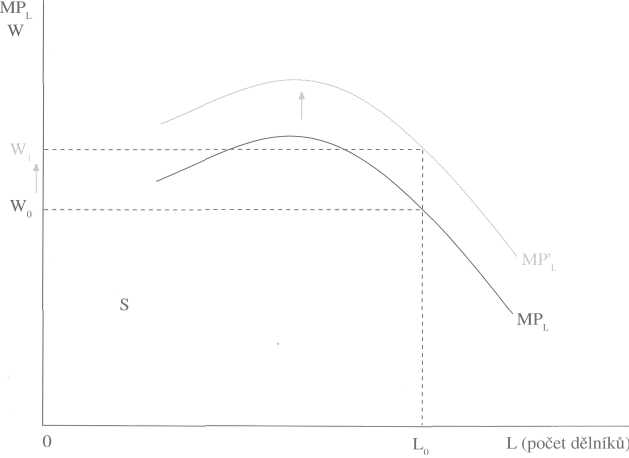 MP_L
W
W_1
W_0
S
MP'_L
MP_L
0
L_0
L (počet dělníků)